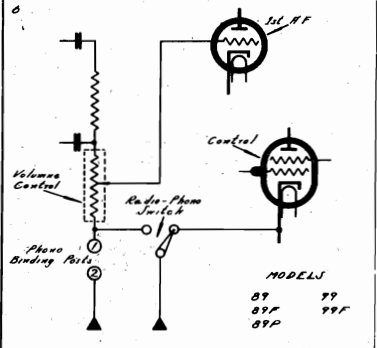 6
1st AF
Control
Volume
Control
Radio-Phono
Switch
Phono
Binding Posts
1
2
MODELS
89 99
89F 99F
89P